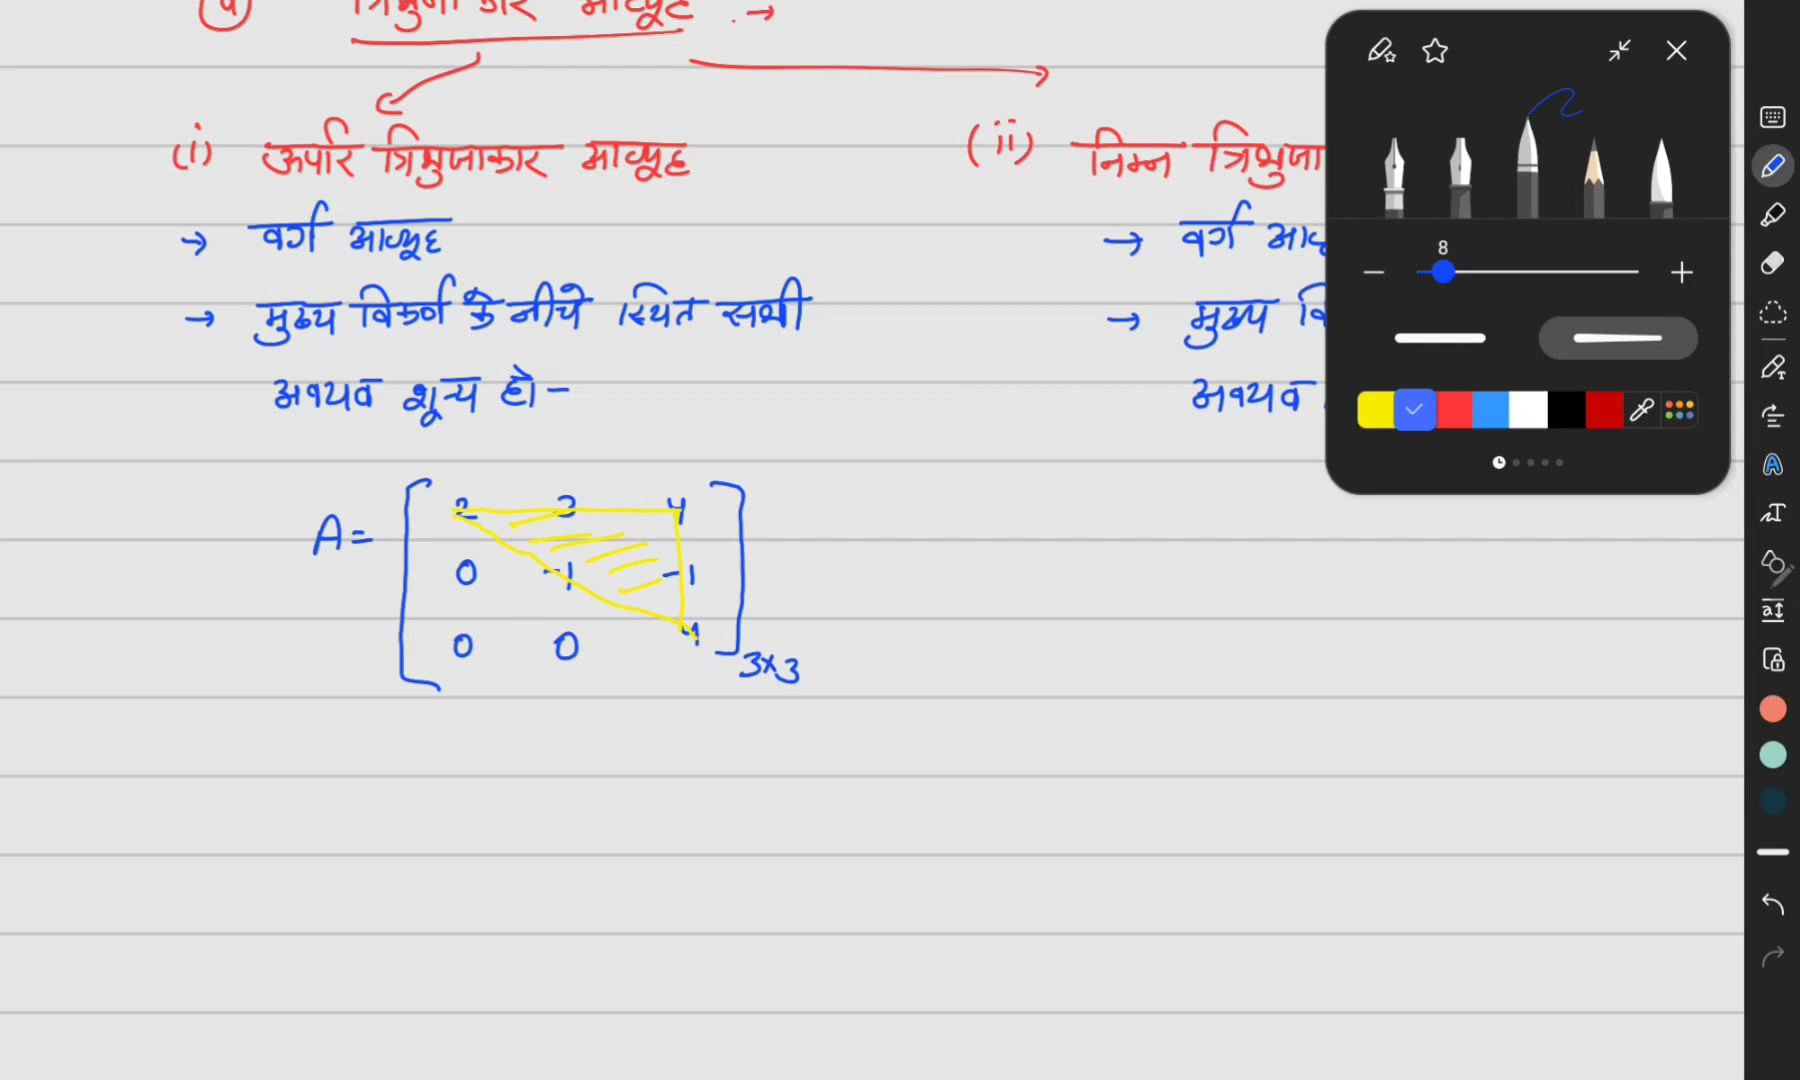 त्रिभुजाकार आव्यूह . →
(i) ऊपरि त्रिभुजाकार आव्यूह
(ii) निम्न त्रिभुजा
→ वर्ग आव्यूह
→ मुख्य विकर्ण के नीचे स्थित सभी
अवयव शून्य हो –
→ वर्ग
→ मुख्य वि
अवयव
8
A = [ 2 3 4
0 -1 -1
0 0 4 ] 3×3